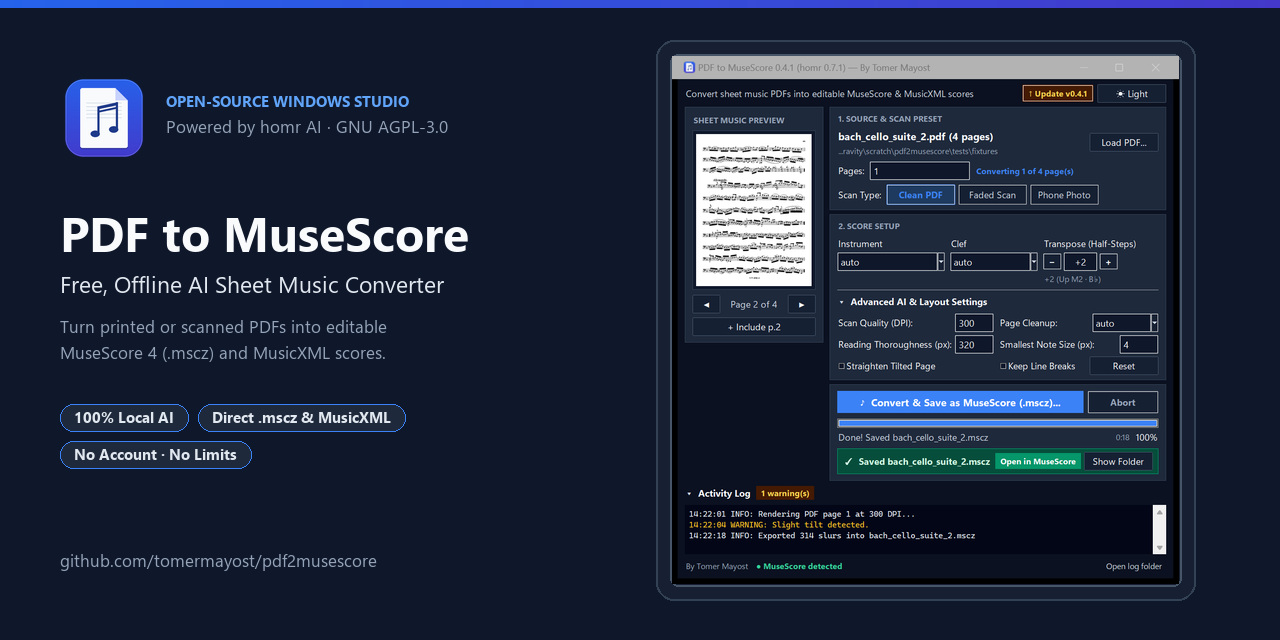 OPEN-SOURCE WINDOWS STUDIO
Powered by homr AI · GNU AGPL-3.0
PDF to MuseScore
Free, Offline AI Sheet Music Converter
Turn printed or scanned PDFs into editable
MuseScore 4 (.mscz) and MusicXML scores.
100% Local AI
Direct .mscz & MusicXML
No Account · No Limits
github.com/tomermayost/pdf2musescore
PDF to MuseScore 0.4.1 (homr 0.7.1) — By Tomer Mayost
Convert sheet music PDFs into editable MuseScore & MusicXML scores
↑ Update v0.4.1
☀ Light
SHEET MUSIC PREVIEW
◄ Page 2 of 4 ►
+ Include p.2
1. SOURCE & SCAN PRESET
bach_cello_suite_2.pdf (4 pages)
...ravity\scratch\pdf2musescore\tests\fixtures
Load PDF...
Pages: 1 Converting 1 of 4 page(s)
Scan Type: Clean PDF Faded Scan Phone Photo
2. SCORE SETUP
Instrument Clef Transpose (Half-Steps)
auto auto − +2 +
+2 (Up M2 · B♭)
▾ Advanced AI & Layout Settings
Scan Quality (DPI): 300 Page Cleanup: auto
Reading Thoroughness (px): 320 Smallest Note Size (px): 4
☐ Straighten Tilted Page ☐ Keep Line Breaks Reset
♪ Convert & Save as MuseScore (.mscz)... Abort
Done! Saved bach_cello_suite_2.mscz 0:18 100%
✓ Saved bach_cello_suite_2.mscz Open in MuseScore Show Folder
▾ Activity Log 1 warning(s)
14:22:01 INFO: Rendering PDF page 1 at 300 DPI...
14:22:04 WARNING: Slight tilt detected.
14:22:18 INFO: Exported 314 slurs into bach_cello_suite_2.mscz
By Tomer Mayost ● MuseScore detected Open log folder